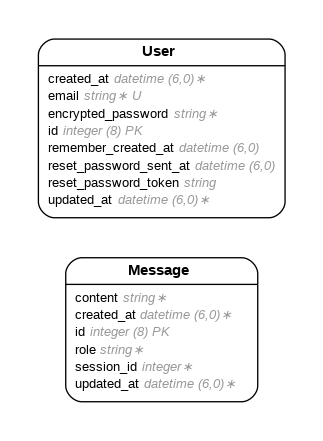 User
created_at datetime (6,0)∗
email string∗ U
encrypted_password string∗
id integer (8) PK
remember_created_at datetime (6,0)
reset_password_sent_at datetime (6,0)
reset_password_token string
updated_at datetime (6,0)∗
Message
content string∗
created_at datetime (6,0)∗
id integer (8) PK
role string∗
session_id integer∗
updated_at datetime (6,0)∗